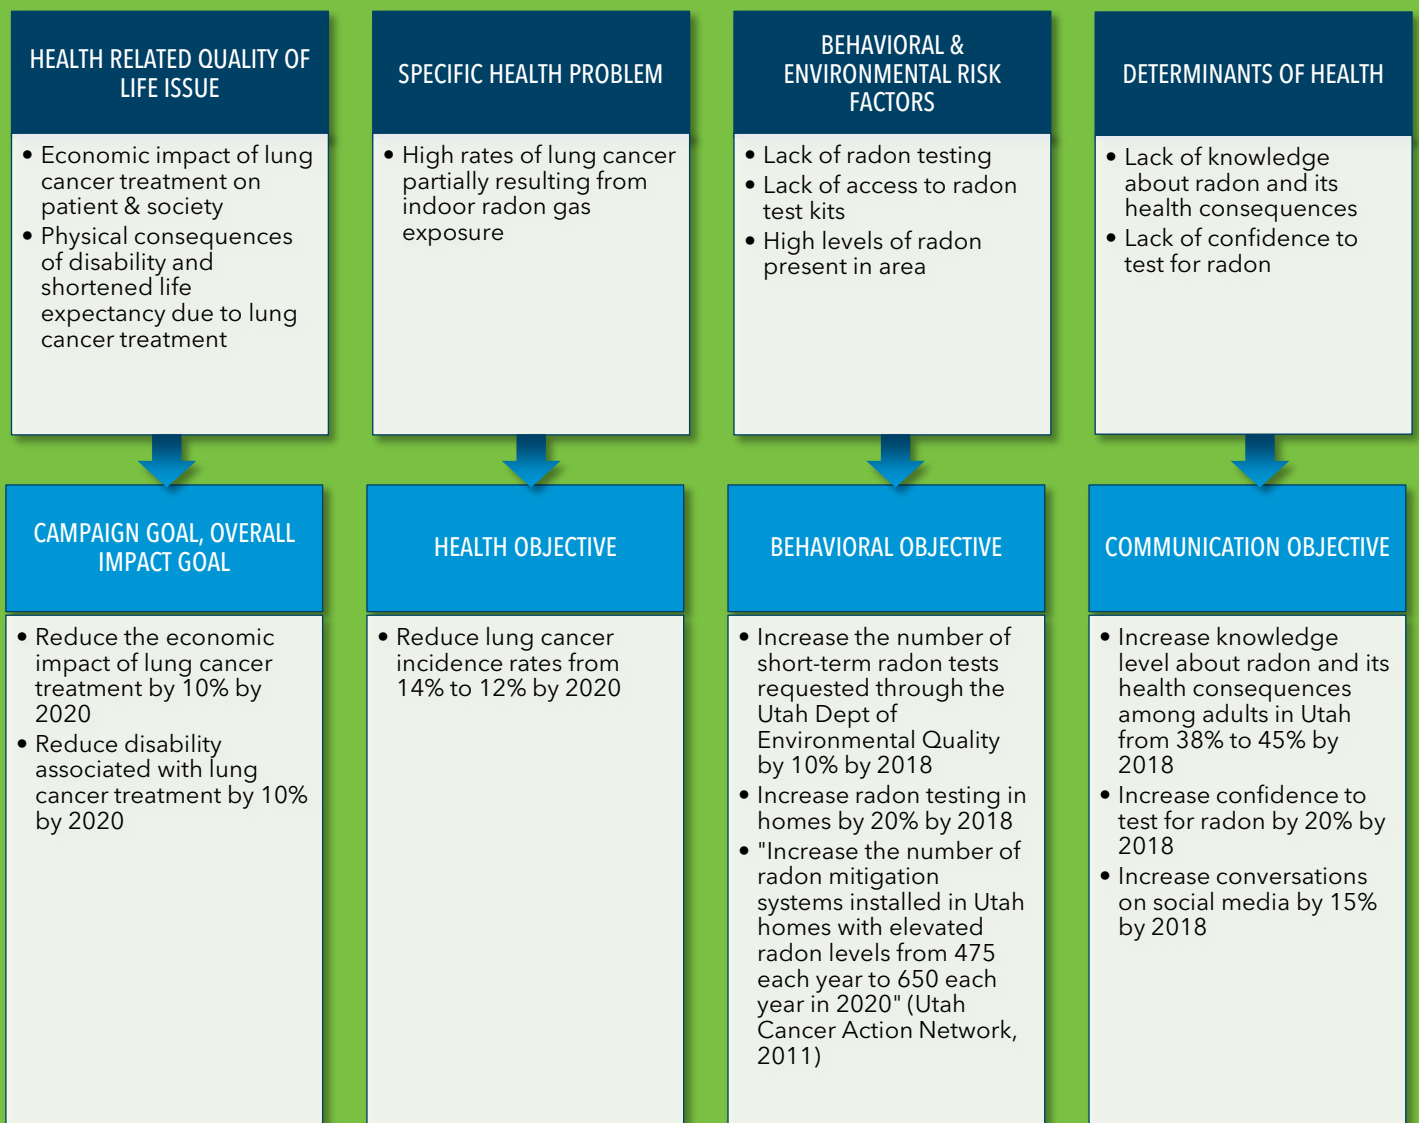 HEALTH RELATED QUALITY OF
LIFE ISSUE
• Economic impact of lung
cancer treatment on
patient & society
• Physical consequences
of disability and
shortened life
expectancy due to lung
cancer treatment
SPECIFIC HEALTH PROBLEM
• High rates of lung cancer
partially resulting from
indoor radon gas
exposure
BEHAVIORAL &
ENVIRONMENTAL RISK
FACTORS
• Lack of radon testing
• Lack of access to radon
test kits
• High levels of radon
present in area
DETERMINANTS OF HEALTH
• Lack of knowledge
about radon and its
health consequences
• Lack of confidence to
test for radon
CAMPAIGN GOAL, OVERALL
IMPACT GOAL
• Reduce the economic
impact of lung cancer
treatment by 10% by
2020
• Reduce disability
associated with lung
cancer treatment by 10%
by 2020
HEALTH OBJECTIVE
• Reduce lung cancer
incidence rates from
14% to 12% by 2020
BEHAVIORAL OBJECTIVE
• Increase the number of
short-term radon tests
requested through the
Utah Dept of
Environmental Quality
by 10% by 2018
• Increase radon testing in
homes by 20% by 2018
• "Increase the number of
radon mitigation
systems installed in Utah
homes with elevated
radon levels from 475
each year to 650 each
year in 2020" (Utah
Cancer Action Network,
2011)
COMMUNICATION OBJECTIVE
• Increase knowledge
level about radon and its
health consequences
among adults in Utah
from 38% to 45% by
2018
• Increase confidence to
test for radon by 20% by
2018
• Increase conversations
on social media by 15%
by 2018